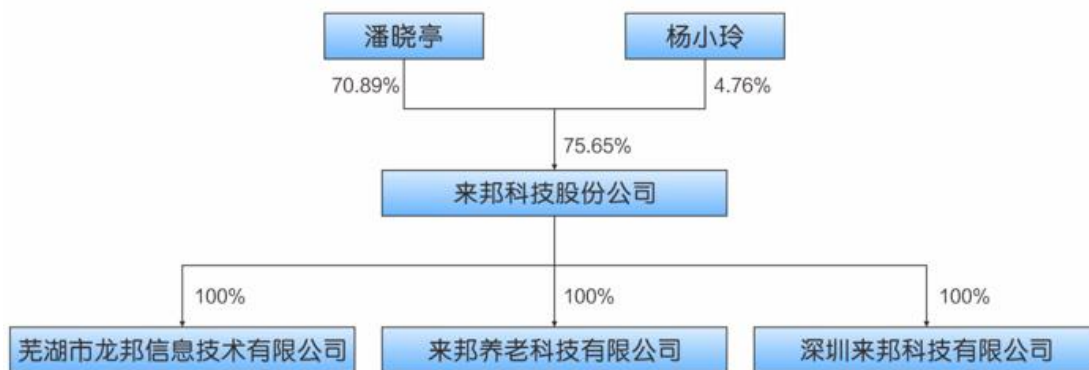 潘晓亭 杨小玲
70.89% 4.76%
75.65%
来邦科技股份公司
100% 100% 100%
芜湖市龙邦信息技术有限公司 来邦养老科技有限公司 深圳来邦科技有限公司